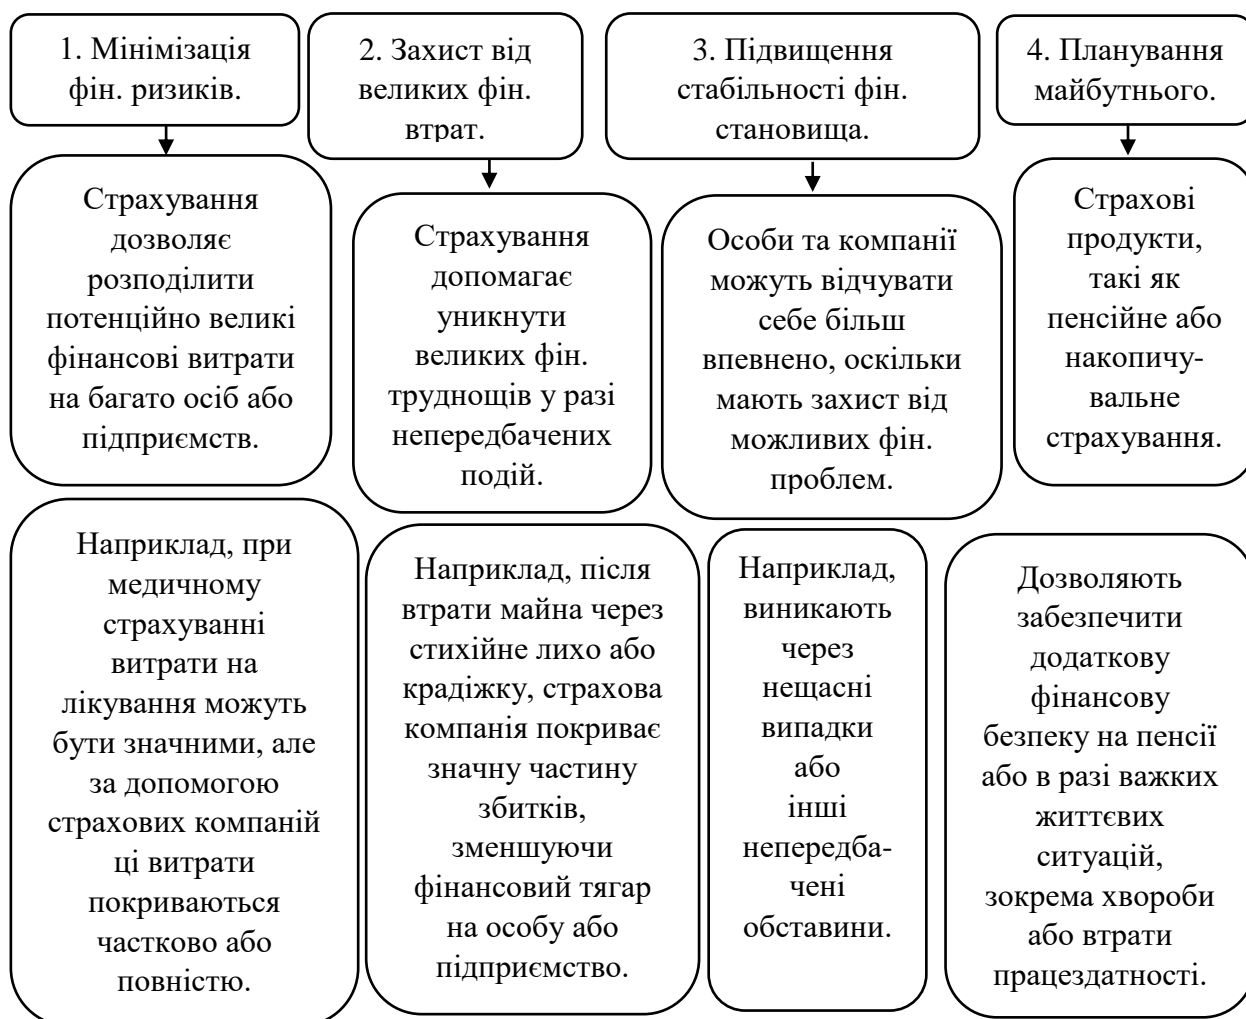 1. Мінімізація
фін. ризиків.
2. Захист від
великих фін.
втрат.
3. Підвищення
стабільності фін.
становища.
4. Планування
майбутнього.
Страхування
дозволяє
розподілити
потенційно великі
фінансові витрати
на багато осіб або
підприємств.
Страхування
допомагає
уникнути
великих фін.
труднощів у разі
непередбачених
подій.
Особи та компанії
можуть відчувати
себе більш
впевнено, оскільки
мають захист від
можливих фін.
проблем.
Страхові
продукти,
такі як
пенсійне або
накопичу-
вальне
страхування.
Наприклад, при
медичному
страхуванні
витрати на
лікування можуть
бути значними, але
за допомогою
страхових компаній
ці витрати
покриваються
частково або
повністю.
Наприклад, після
втрати майна через
стихійне лихо або
крадіжку, страхова
компанія покриває
значну частину
збитків,
зменшуючи
фінансовий тягар
на особу або
підприємство.
Наприклад,
виникають
через
нещасні
випадки
або
інші
непередба-
чені
обставини.
Дозволяють
забезпечити
додаткову
фінансову
безпеку на пенсії
або в разі важких
життєвих
ситуацій,
зокрема хвороби
або втрати
працездатності.